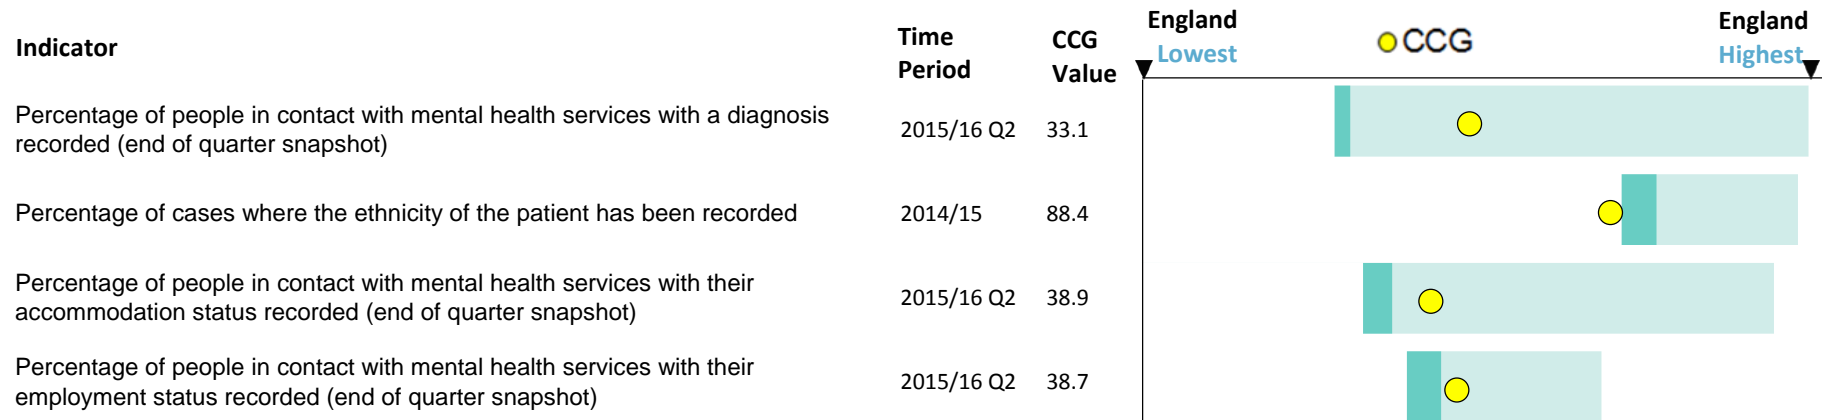 Indicator
Time Period
CCG Value
England Lowest
CCG
England Highest
Percentage of people in contact with mental health services with a diagnosis
recorded (end of quarter snapshot)
2015/16 Q2
33.1
Percentage of cases where the ethnicity of the patient has been recorded
2014/15
88.4
Percentage of people in contact with mental health services with their
accommodation status recorded (end of quarter snapshot)
2015/16 Q2
38.9
Percentage of people in contact with mental health services with their
employment status recorded (end of quarter snapshot)
2015/16 Q2
38.7